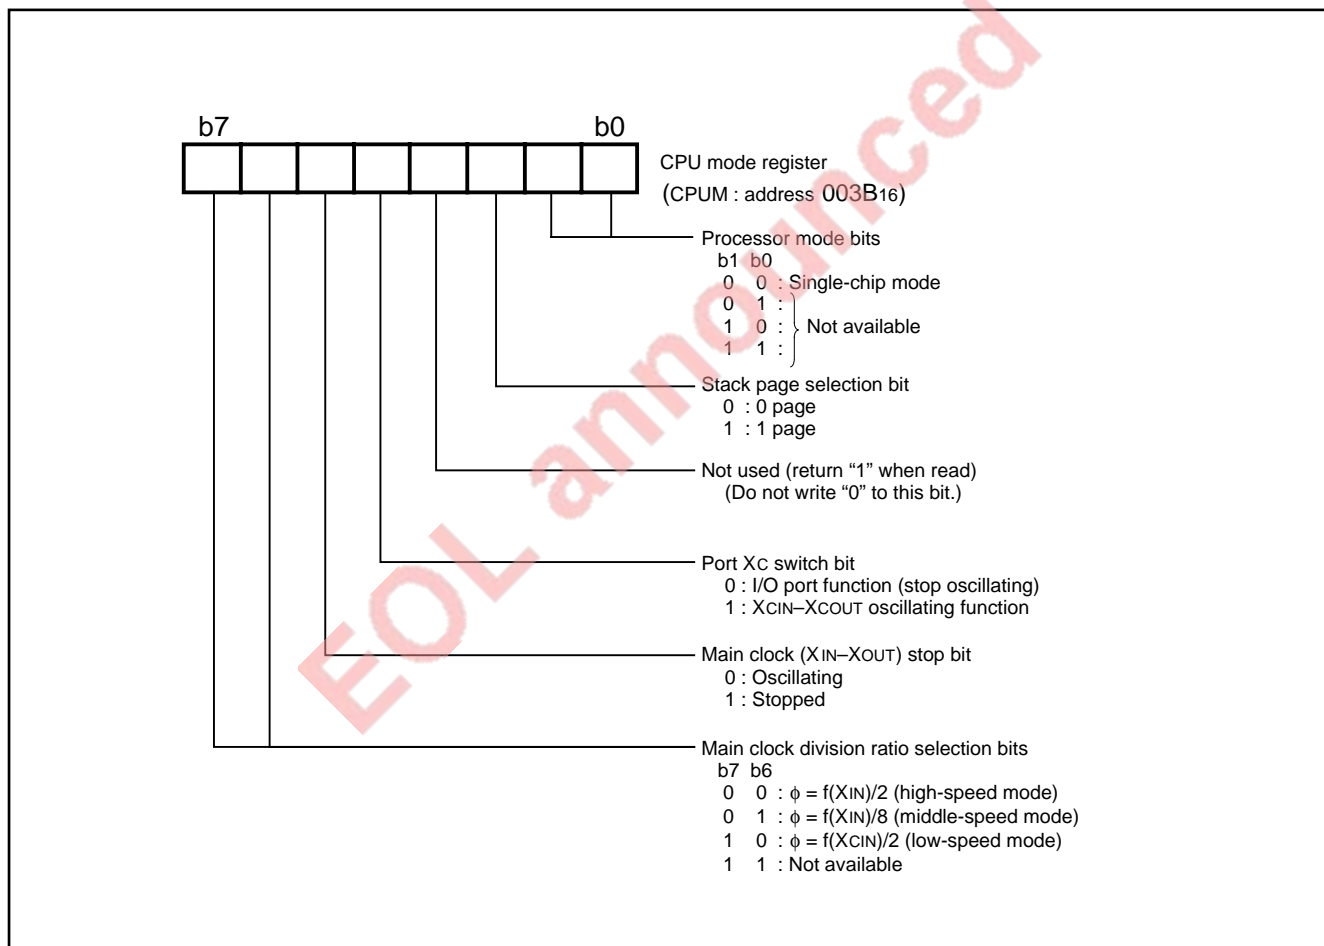 b7 b0
CPU mode register
(CPUM : address 003B16)
Processor mode bits
b1 b0
0 0 : Single-chip mode
0 1 :
1 0 : Not available
1 1 :
Stack page selection bit
0 : 0 page
1 : 1 page
Not used (return “1” when read)
(Do not write “0” to this bit.)
Port XC switch bit
0 : I/O port function (stop oscillating)
1 : XCIN–XCOUT oscillating function
Main clock (XIN–XOUT) stop bit
0 : Oscillating
1 : Stopped
Main clock division ratio selection bits
b7 b6
0 0 : φ = f(XIN)/2 (high-speed mode)
0 1 : φ = f(XIN)/8 (middle-speed mode)
1 0 : φ = f(XCIN)/2 (low-speed mode)
1 1 : Not available
EOL announced